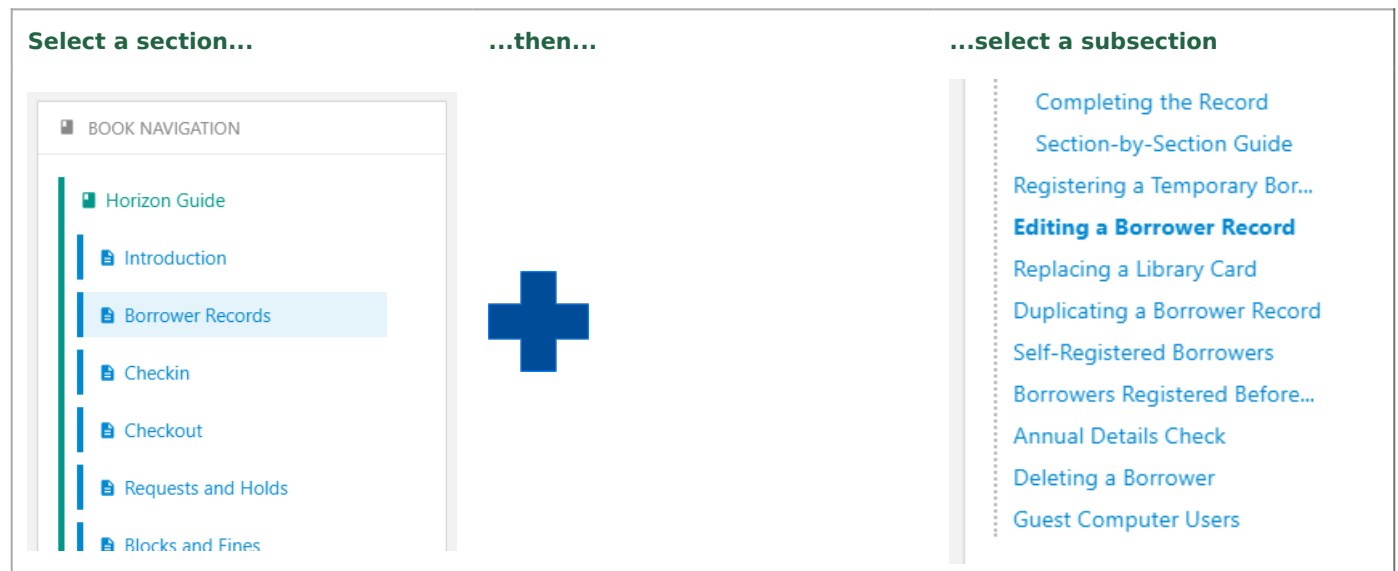 Select a section...
...then...
...select a subsection
BOOK NAVIGATION
Horizon Guide
Introduction
Borrower Records
Checkin
Checkout
Requests and Holds
Blocks and Fines
Completing the Record
Section-by-Section Guide
Registering a Temporary Bor...
Editing a Borrower Record
Replacing a Library Card
Duplicating a Borrower Record
Self-Registered Borrowers
Borrowers Registered Before...
Annual Details Check
Deleting a Borrower
Guest Computer Users